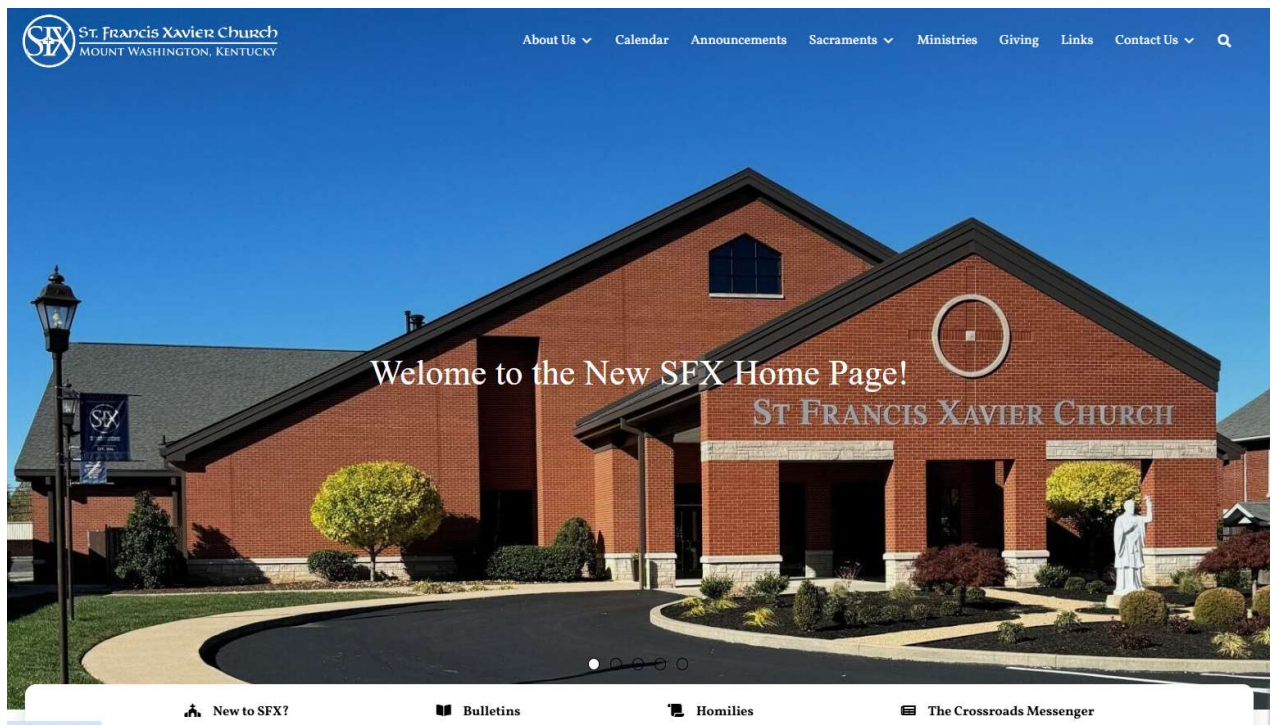 SFX
ST. FRANCIS XAVIER CHURCH
MOUNT WASHINGTON, KENTUCKY
About Us
Calendar
Announcements
Sacraments
Ministries
Giving
Links
Contact Us
Welome to the New SFX Home Page!
ST FRANCIS XAVIER CHURCH
SFX
New to SFX?
Bulletins
Homilies
The Crossroads Messenger